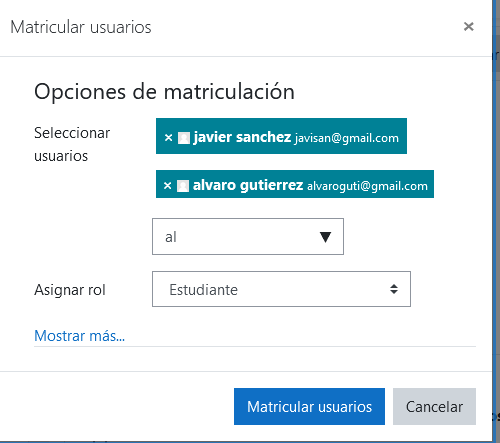 Matricular usuarios ×
Opciones de matriculación
Seleccionar usuarios
× javier sanchez javisan@gmail.com
× alvaro gutierrez alvaroguti@gmail.com
al ▼
Asignar rol Estudiante
Mostrar más...
Matricular usuarios Cancelar